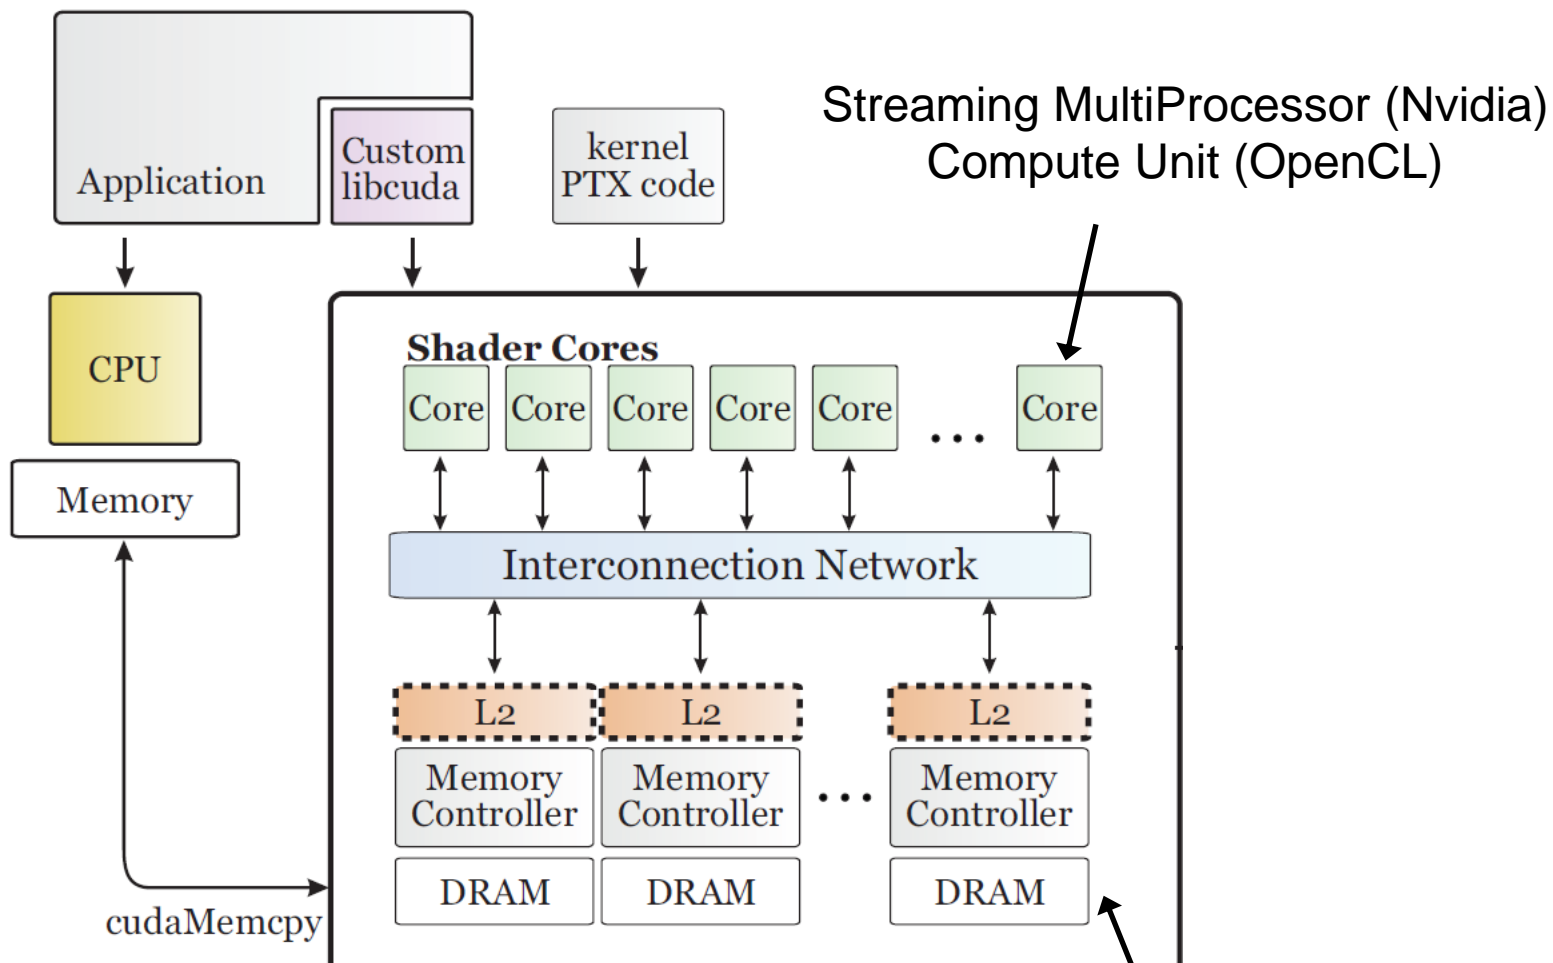 Streaming MultiProcessor (Nvidia)
Compute Unit (OpenCL)
Application
Custom
libcuda
kernel
PTX code
CPU
Memory
Shader Cores
Core Core Core Core Core ... Core
Interconnection Network
L2 L2 L2
Memory Memory Memory
Controller Controller ... Controller
DRAM DRAM DRAM
cudaMemcpy